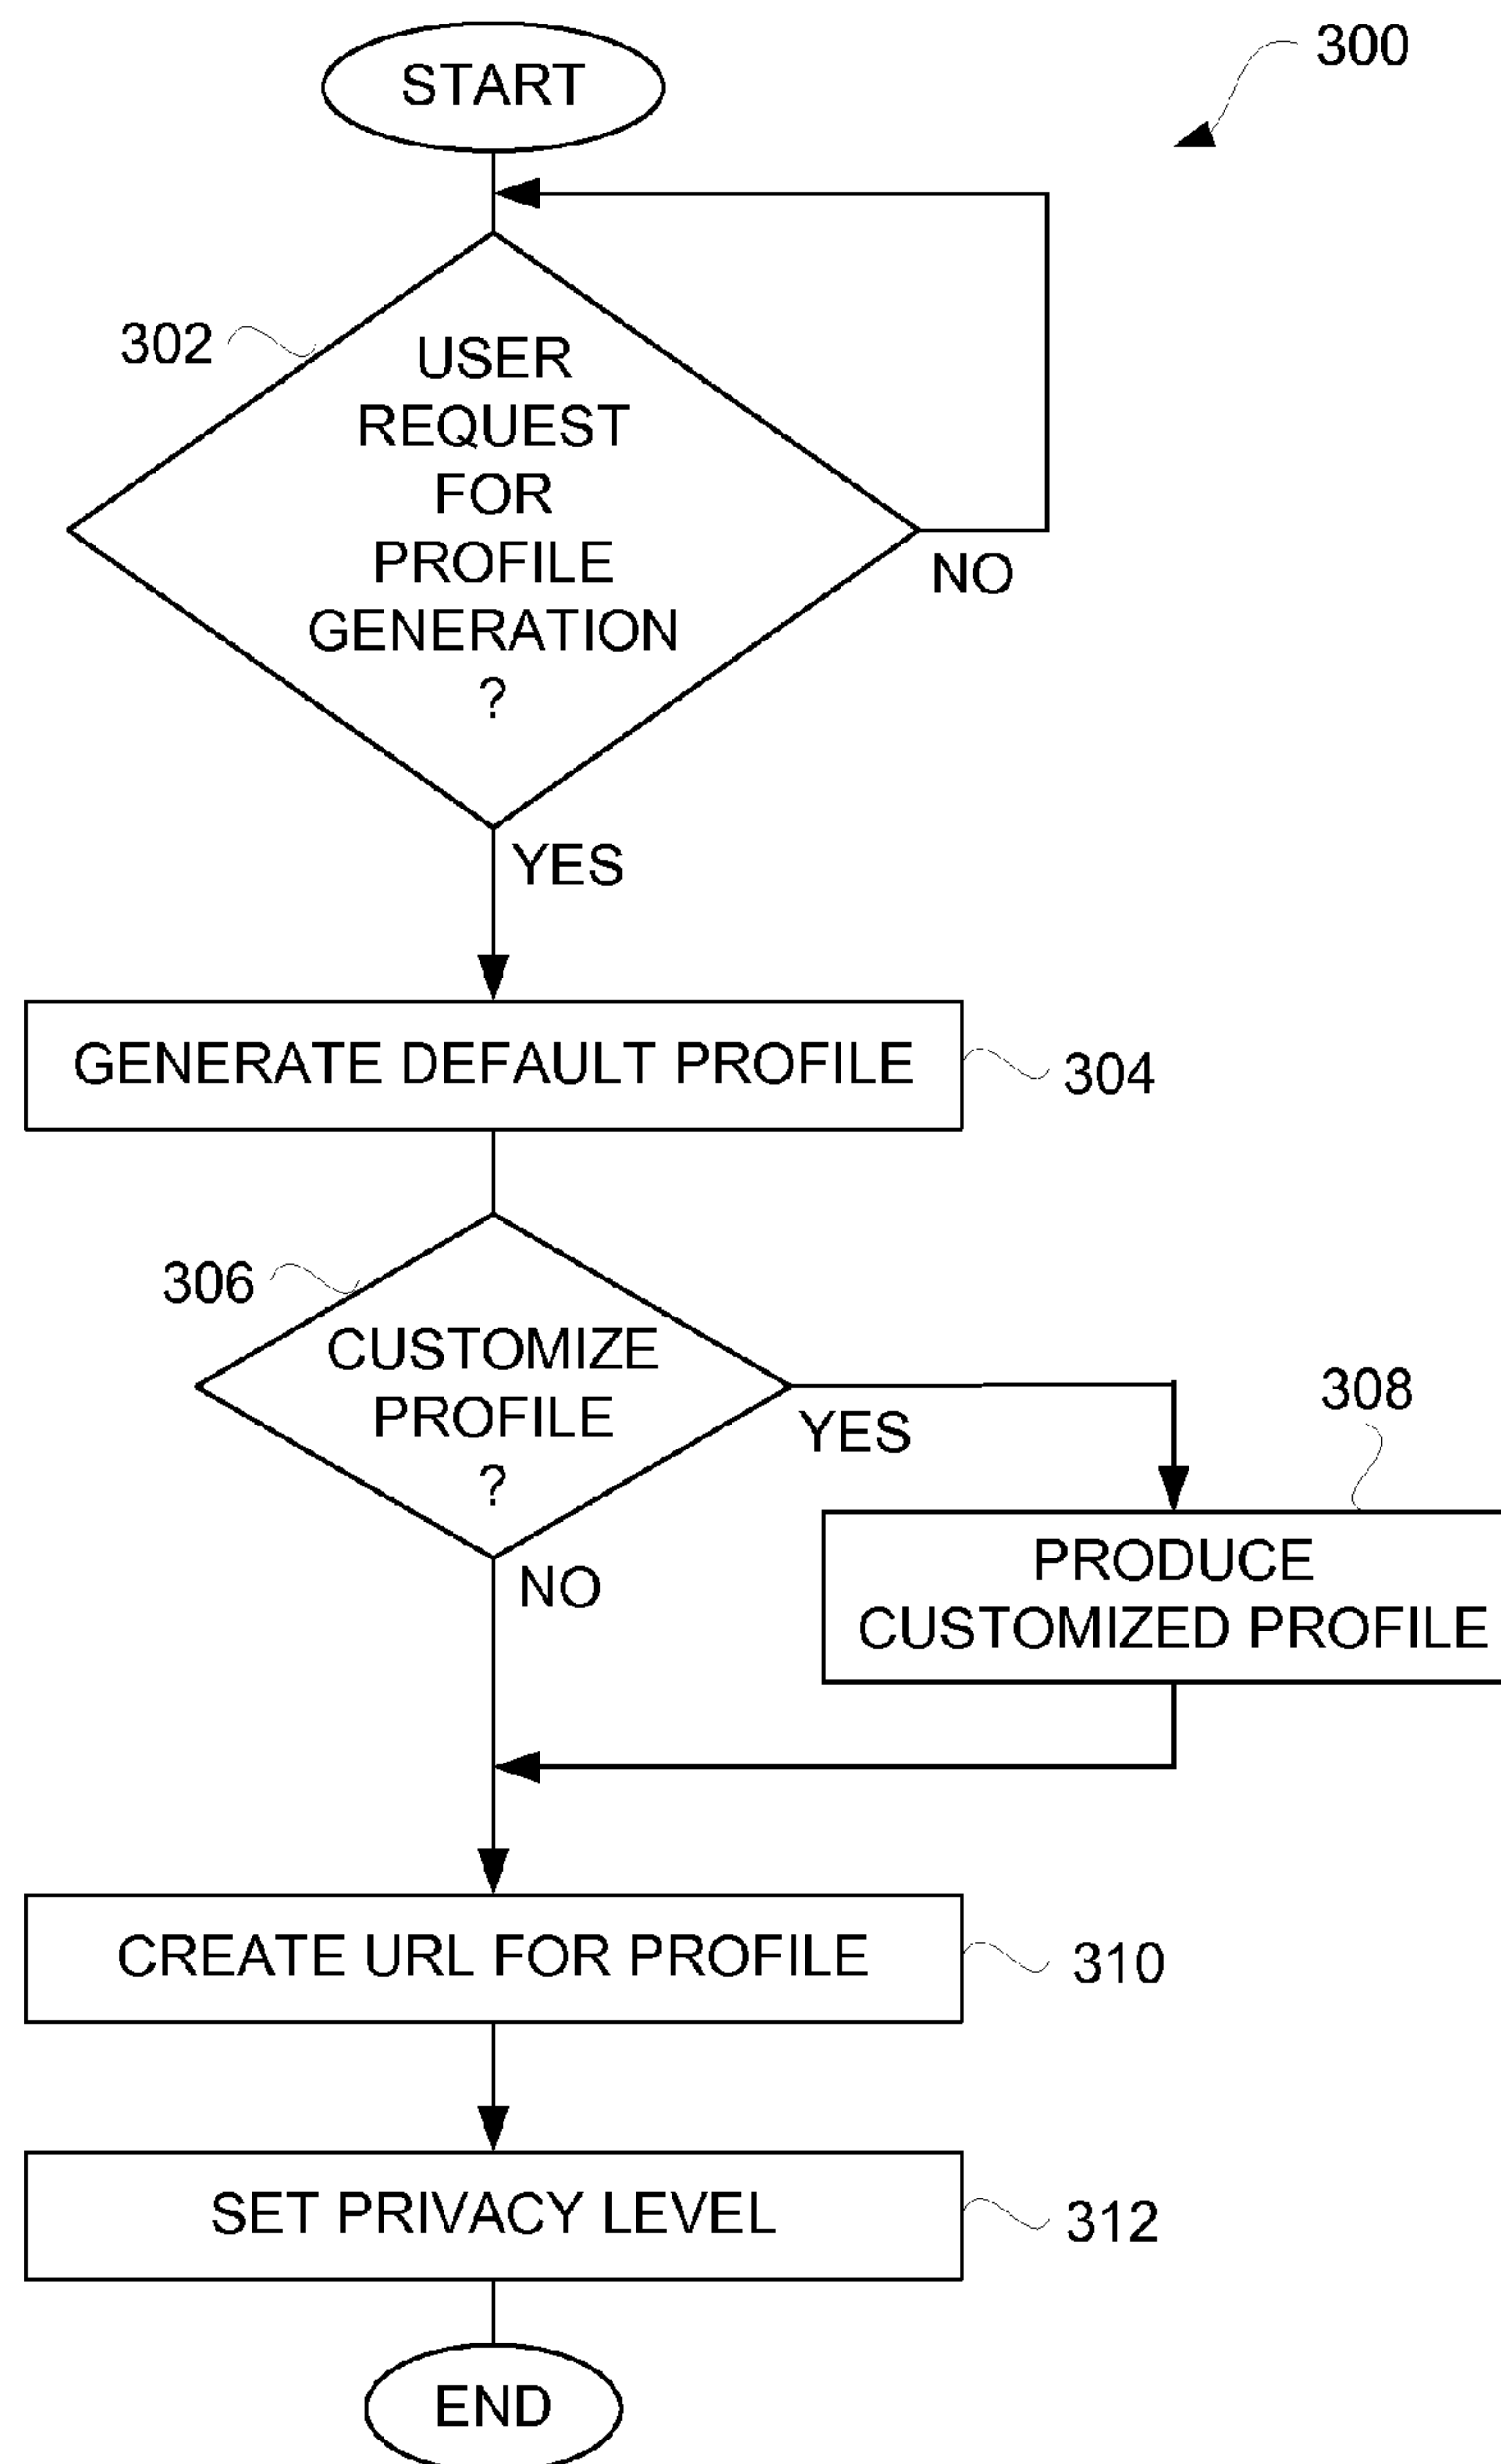 START
300
302
USER
REQUEST
FOR
PROFILE
GENERATION
?
NO
YES
GENERATE DEFAULT PROFILE
304
306
CUSTOMIZE
PROFILE
?
YES
308
NO
PRODUCE
CUSTOMIZED PROFILE
CREATE URL FOR PROFILE
310
SET PRIVACY LEVEL
312
END